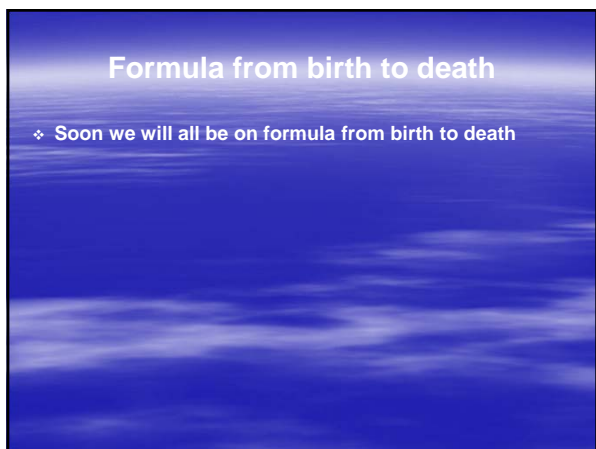 Formula from birth to death
❖ Soon we will all be on formula from birth to death